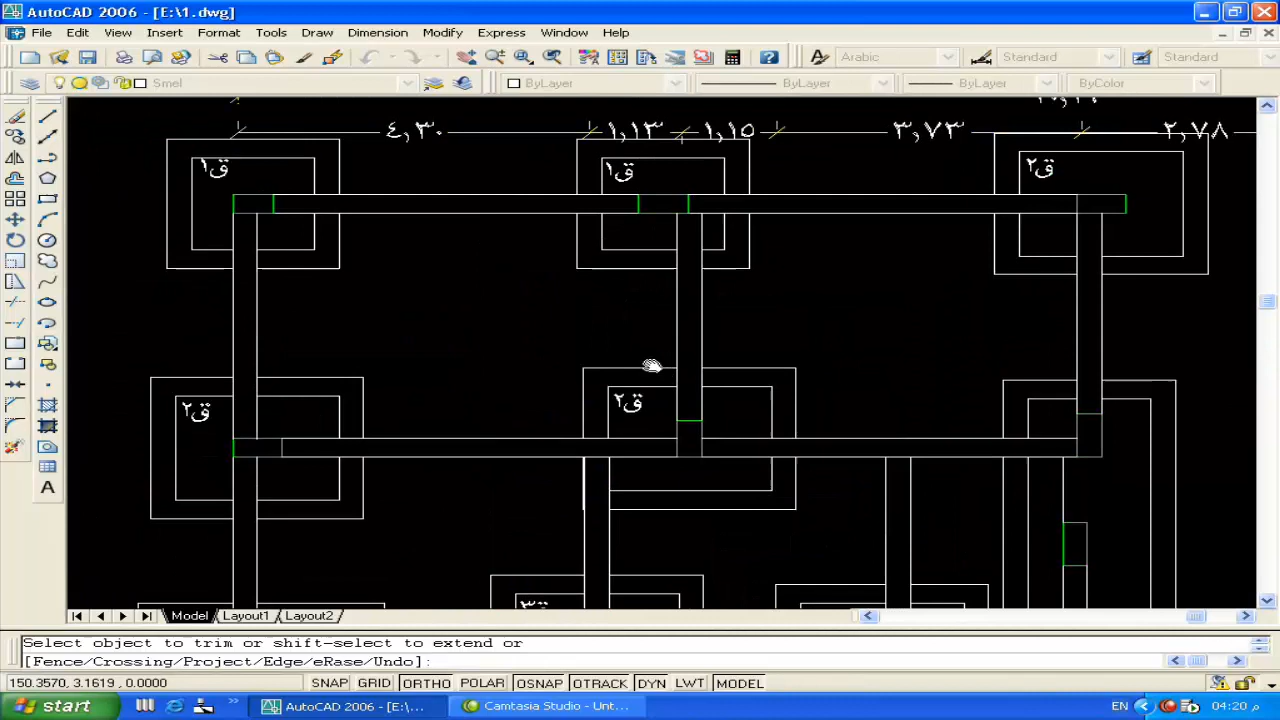 AutoCAD 2006 - [E:\1.dwg]
File Edit View Insert Format Tools Draw Dimension Modify Express Window Help
Arabic Standard Standard
Smel ByLayer ByLayer ByLayer ByColor
٤,٣٠ ١,١٣ ١,١٥ ٣,٧٣ ٢,٧٨
ق١ ق١ ق٢
ق٢ ق٢
Model Layout1 Layout2
Select object to trim or shift-select to extend or
[Fence/Crossing/Project/Edge/eRase/Undo]:
150.3570, 3.1619, 0.0000 SNAP GRID ORTHO POLAR OSNAP OTRACK DYN LWT MODEL
start AutoCAD 2006 - [E:\... Camtasia Studio - Unt... EN 04:20 م